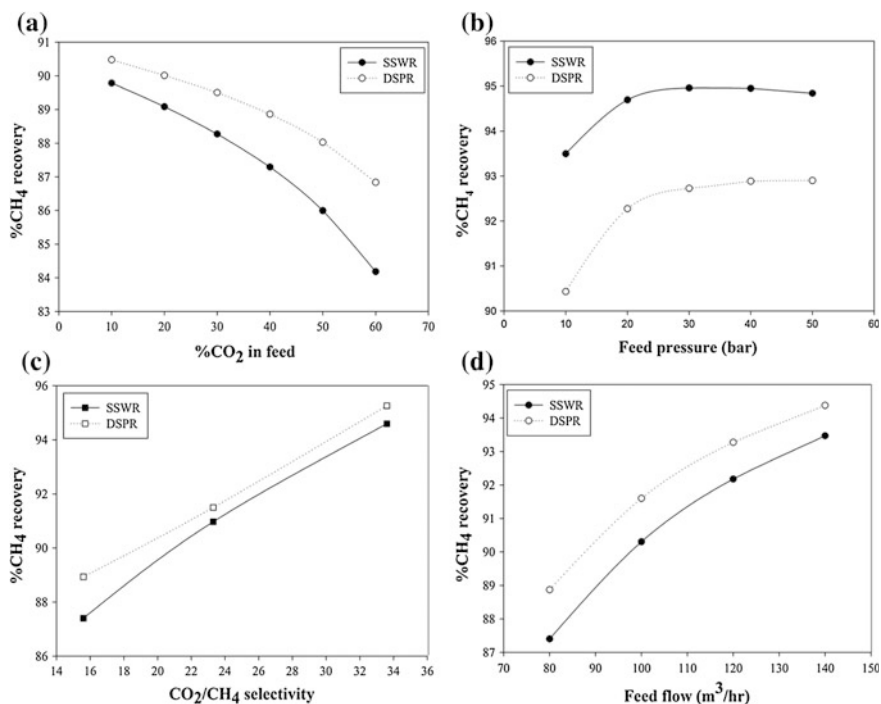 (a)
91
90
89
88
87
86
85
84
83
0 10 20 30 40 50 60 70
%CH4 recovery
%CO2 in feed
SSWR
DSPR
(b)
96
95
94
93
92
91
90
0 10 20 30 40 50 60
%CH4 recovery
Feed pressure (bar)
SSWR
DSPR
(c)
96
94
91
90
88
86
14 16 18 20 22 24 26 28 30 32 34 36
%CH4 recovery
CO2/CH4 selectivity
SSWR
DSPR
(d)
95
94
93
92
91
90
89
88
87
70 80 90 100 110 120 130 140 150
%CH4 recovery
Feed flow (m3/hr)
SSWR
DSPR